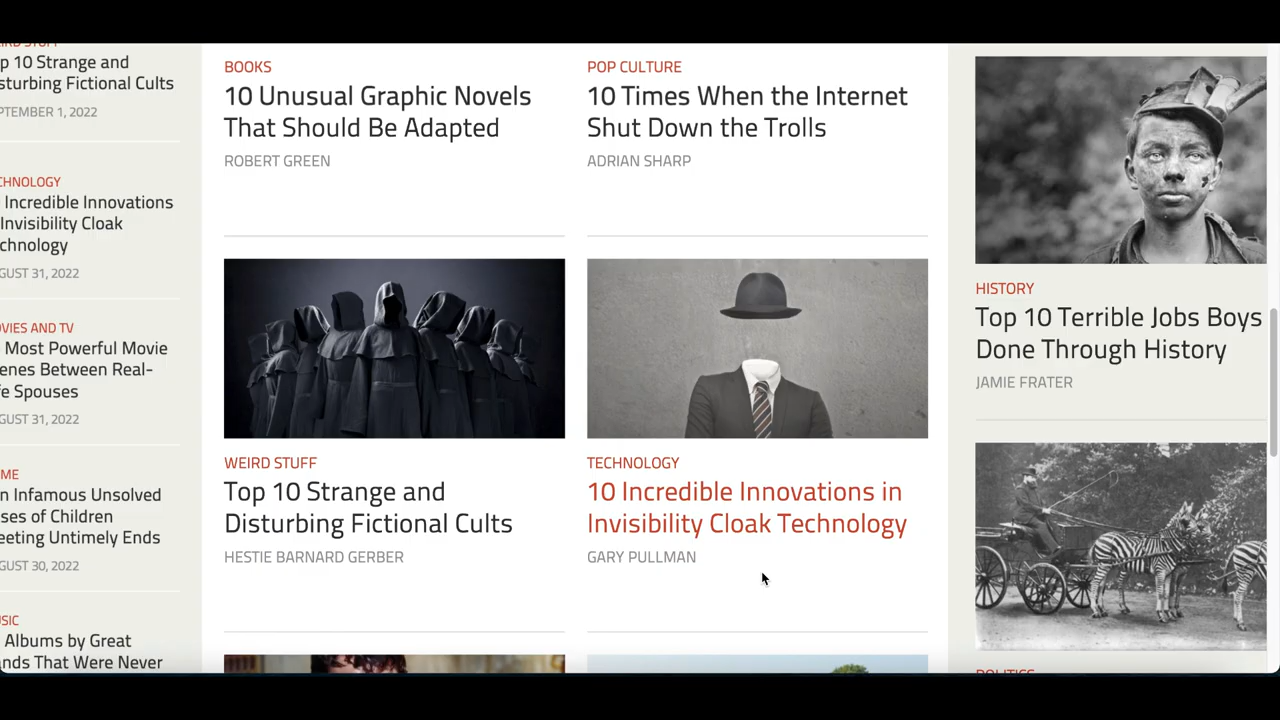 p 10 Strange and
sturbing Fictional Cults
PTEMBER 1, 2022
CHNOLOGY
Incredible Innovations
Invisibility Cloak
chnology
GUST 31, 2022
OVIES AND TV
Most Powerful Movie
enes Between Real-
fe Spouses
GUST 31, 2022
ME
n Infamous Unsolved
ses of Children
eeting Untimely Ends
GUST 30, 2022
SIC
Albums by Great
nds That Were Never
BOOKS
10 Unusual Graphic Novels
That Should Be Adapted
ROBERT GREEN
POP CULTURE
10 Times When the Internet
Shut Down the Trolls
ADRIAN SHARP
WEIRD STUFF
Top 10 Strange and
Disturbing Fictional Cults
HESTIE BARNARD GERBER
TECHNOLOGY
10 Incredible Innovations in
Invisibility Cloak Technology
GARY PULLMAN
HISTORY
Top 10 Terrible Jobs Boys
Done Through History
JAMIE FRATER